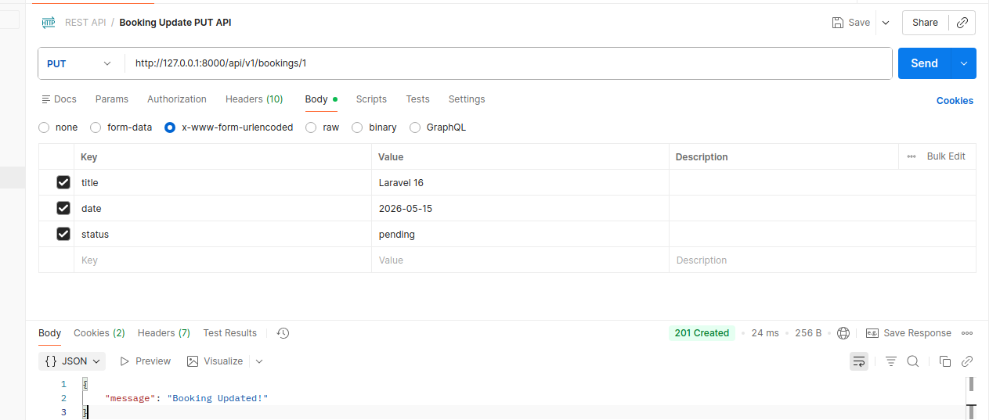 HTTP REST API / Booking Update PUT API Save Share
PUT http://127.0.0.1:8000/api/v1/bookings/1 Send
Docs Params Authorization Headers (10) Body Scripts Tests Settings Cookies
none form-data x-www-form-urlencoded raw binary GraphQL
Key Value Description Bulk Edit
title Laravel 16
date 2026-05-15
status pending
Key Value Description
Body Cookies (2) Headers (7) Test Results 201 Created 24 ms 256 B e.g. Save Response
{} JSON Preview Visualize
1 {
2 "message": "Booking Updated!"
3 }